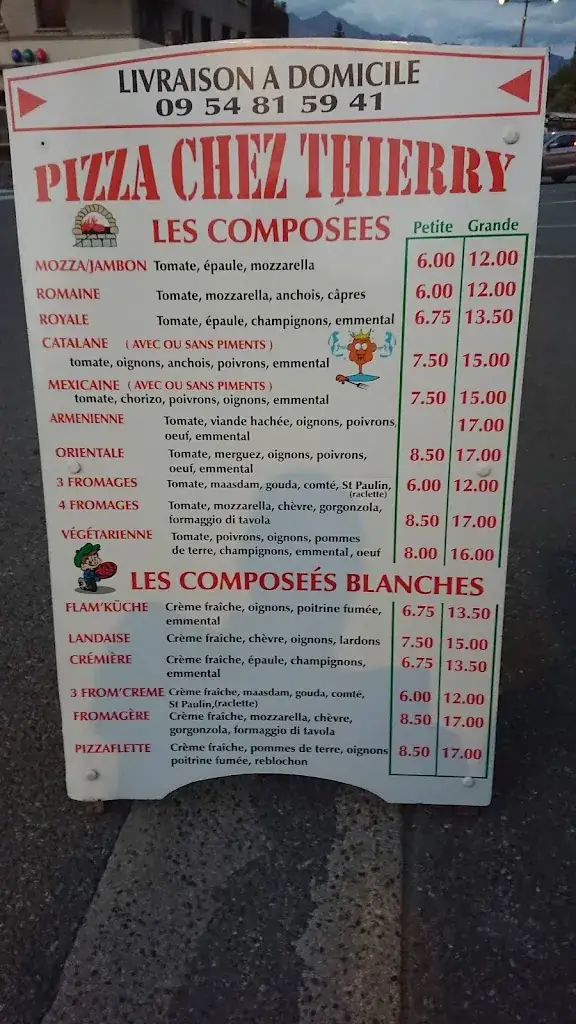 LIVRAISON A DOMICILE
09 54 81 59 41
PIZZA CHEZ THIERRY
LES COMPOSEES Petite Grande
MOZZA/JAMBON Tomate, épaule, mozzarella 6.00 12.00
ROMAINE Tomate, mozzarella, anchois, câpres 6.00 12.00
ROYALE Tomate, épaule, champignons, emmental 6.75 13.50
CATALANE ( AVEC OU SANS PIMENTS )
tomate, oignons, anchois, poivrons, emmental 7.50 15.00
MEXICAINE ( AVEC OU SANS PIMENTS )
tomate, chorizo, poivrons, oignons, emmental 7.50 15.00
ARMENIENNE Tomate, viande hachée, oignons, poivrons, 17.00
oeuf, emmental
ORIENTALE Tomate, merguez, oignons, poivrons, 8.50 17.00
oeuf, emmental
3 FROMAGES Tomate, maasdam, gouda, comté, St Paulin, 6.00 12.00
(raclette)
4 FROMAGES Tomate, mozzarella, chèvre, gorgonzola,
formaggio di tavola 8.50 17.00
VÉGÉTARIENNE Tomate, poivrons, oignons, pommes
de terre, champignons, emmental, oeuf 8.00 16.00
LES COMPOSEÉS BLANCHES
FLAM'KÜCHE Crème fraîche, oignons, poitrine fumée, 6.75 13.50
emmental
LANDAISE Crème fraîche, chèvre, oignons, lardons 7.50 15.00
CRÉMIÈRE Crème fraîche, épaule, champignons, 6.75 13.50
emmental
3 FROM'CREME Crème fraîche, maasdam, gouda, comté, 6.00 12.00
St Paulin,(raclette)
FROMAGÈRE Crème fraîche, mozzarella, chèvre, 8.50 17.00
gorgonzola, formaggio di tavola
PIZZAFLETTE Crème fraîche, pommes de terre, oignons 8.50 17.00
poitrine fumée, reblochon